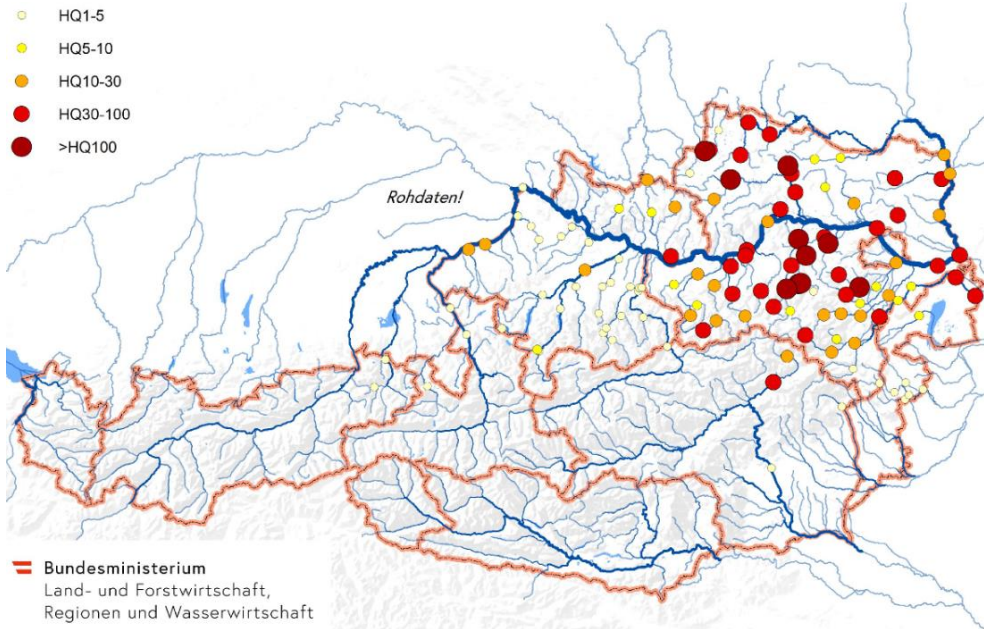 HQ1-5
HQ5-10
HQ10-30
HQ30-100
>HQ100
Rohdaten!
Bundesministerium
Land- und Forstwirtschaft,
Regionen und Wasserwirtschaft